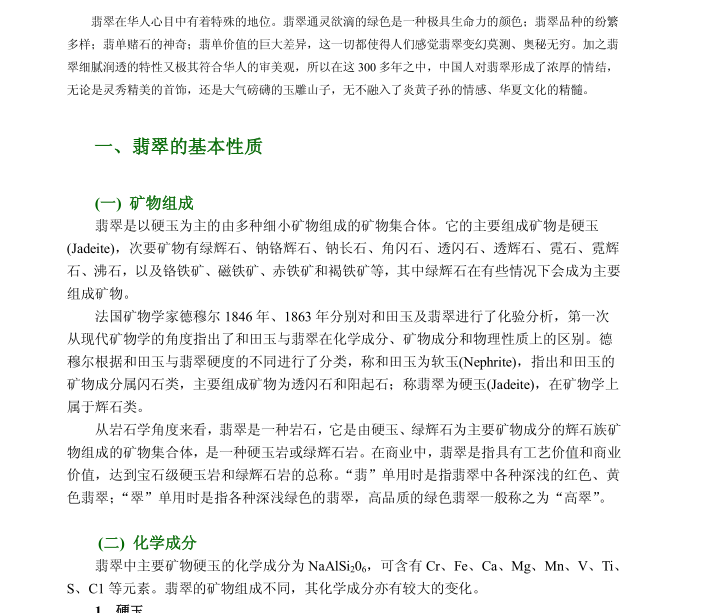 翡翠在华人心目中有着特殊的地位。翡翠通灵欲滴的绿色是一种极具生命力的颜色；翡翠品种的纷繁
多样；翡单赌石的神奇；翡单价值的巨大差异，这一切都使得人们感觉翡翠变幻莫测、奥秘无穷。加之翡
翠细腻润透的特性又极其符合华人的审美观，所以在这 300 多年之中，中国人对翡翠形成了浓厚的情结，
无论是灵秀精美的首饰，还是大气磅礴的玉雕山子，无不融入了炎黄子孙的情感、华夏文化的精髓。
一、翡翠的基本性质
(一) 矿物组成
翡翠是以硬玉为主的由多种细小矿物组成的矿物集合体。它的主要组成矿物是硬玉
(Jadeite)，次要矿物有绿辉石、钠铬辉石、钠长石、角闪石、透闪石、透辉石、霓石、霓辉
石、沸石，以及铬铁矿、磁铁矿、赤铁矿和褐铁矿等，其中绿辉石在有些情况下会成为主要
组成矿物。
法国矿物学家德穆尔 1846 年、1863 年分别对和田玉及翡翠进行了化验分析，第一次
从现代矿物学的角度指出了和田玉与翡翠在化学成分、矿物成分和物理性质上的区别。德
穆尔根据和田玉与翡翠硬度的不同进行了分类，称和田玉为软玉(Nephrite)，指出和田玉的
矿物成分属闪石类，主要组成矿物为透闪石和阳起石；称翡翠为硬玉(Jadeite)，在矿物学上
属于辉石类。
从岩石学角度来看，翡翠是一种岩石，它是由硬玉、绿辉石为主要矿物成分的辉石族矿
物组成的矿物集合体，是一种硬玉岩或绿辉石岩。在商业中，翡翠是指具有工艺价值和商业
价值，达到宝石级硬玉岩和绿辉石岩的总称。“翡”单用时是指翡翠中各种深浅的红色、黄
色翡翠；“翠”单用时是指各种深浅绿色的翡翠，高品质的绿色翡翠一般称之为“高翠”。
(二) 化学成分
翡翠中主要矿物硬玉的化学成分为 NaAlSi₂0₆，可含有 Cr、Fe、Ca、Mg、Mn、V、Ti、
S、C1 等元素。翡翠的矿物组成不同，其化学成分亦有较大的变化。
1．硬玉